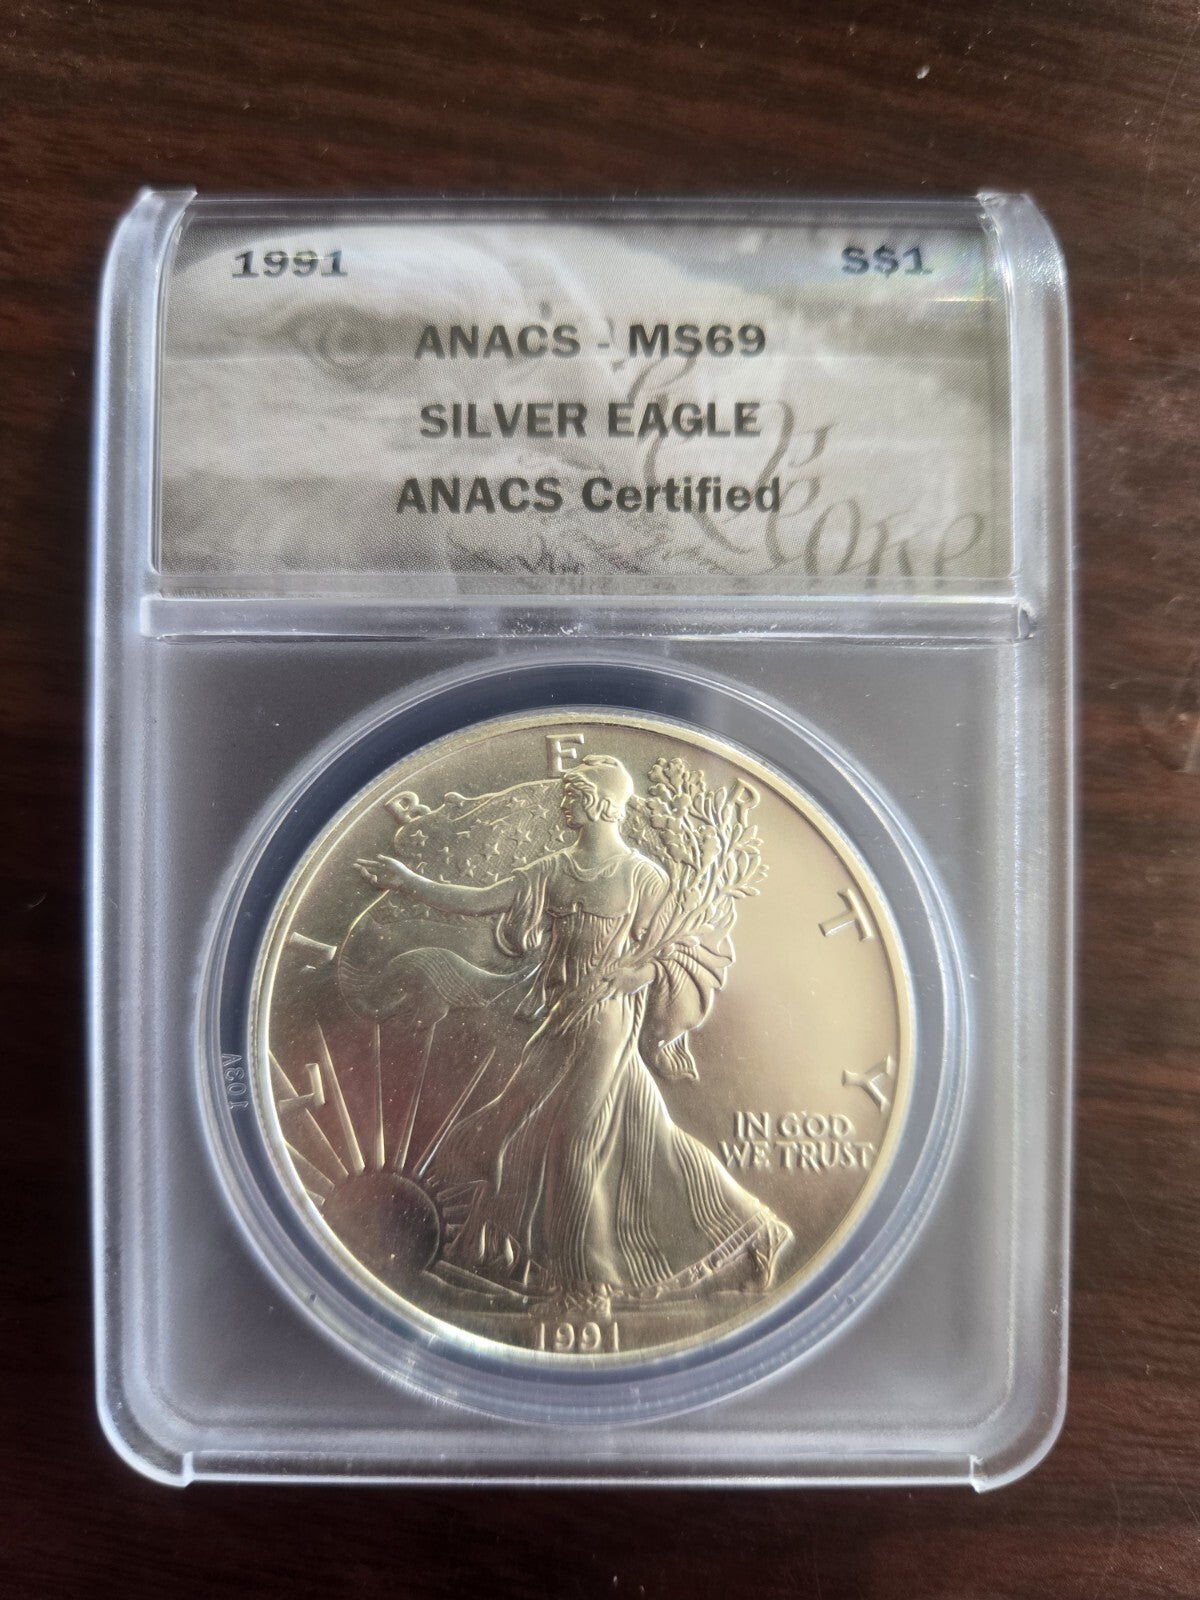 1991 S$1
ANACS - MS69
SILVER EAGLE
ANACS Certified
LIBERTY
IN GOD
WE TRUST
1991